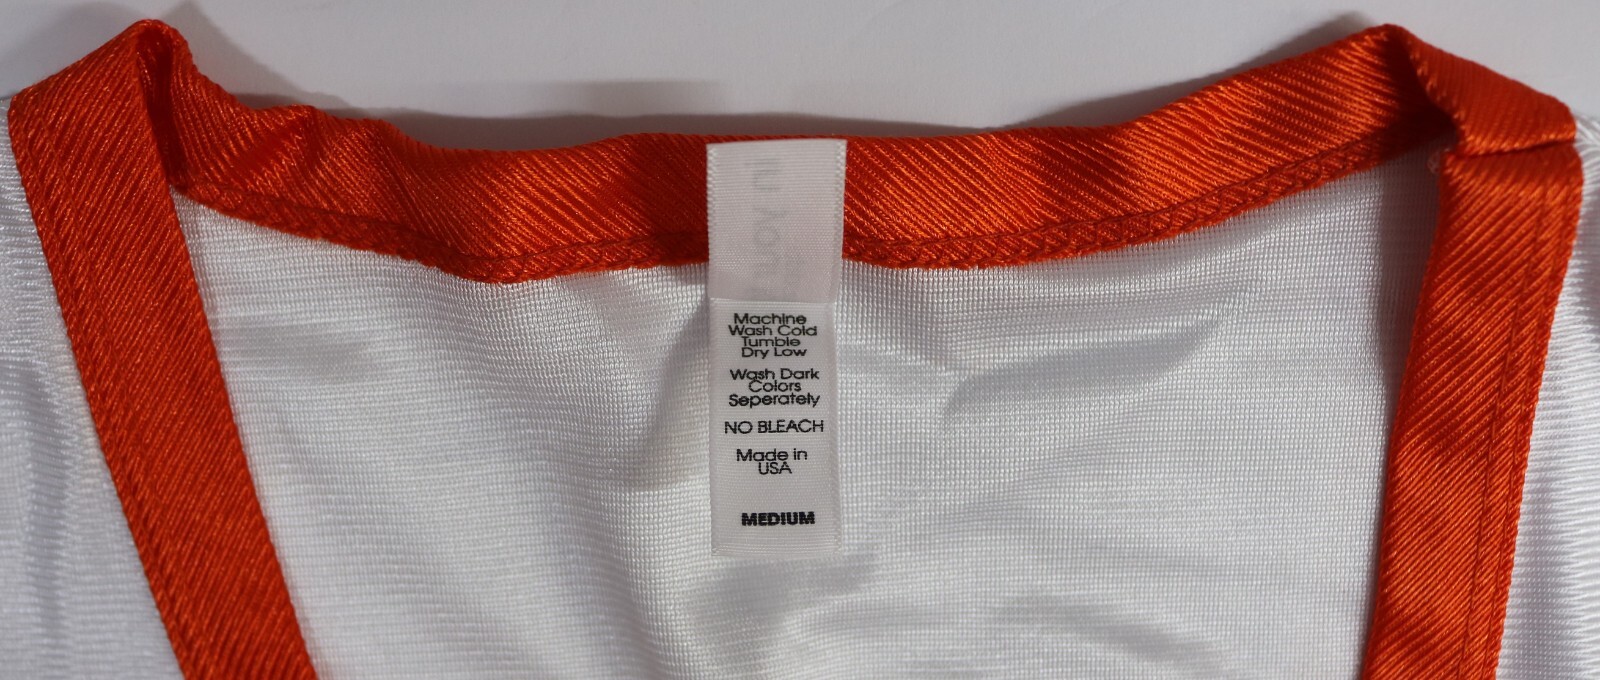 Machine
Wash Cold
Tumble
Dry Low
Wash Dark
Colors
Seperately
NO BLEACH
Made in
USA
MEDIUM